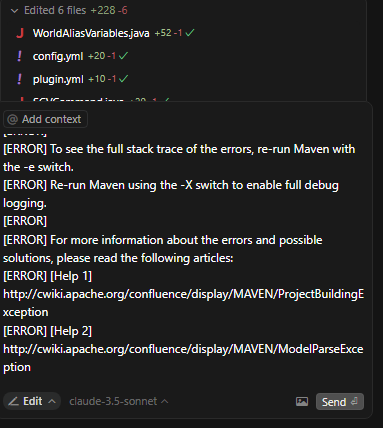 Edited 6 files +228 -6
WorldAliasVariables.java +52 -1
config.yml +20 -1
plugin.yml +10 -1
@ Add context
[ERROR]
[ERROR] To see the full stack trace of the errors, re-run Maven with
the -e switch.
[ERROR] Re-run Maven using the -X switch to enable full debug
logging.
[ERROR]
[ERROR] For more information about the errors and possible
solutions, please read the following articles:
[ERROR] [Help 1]
http://cwiki.apache.org/confluence/display/MAVEN/ProjectBuildingE
xception
[ERROR] [Help 2]
http://cwiki.apache.org/confluence/display/MAVEN/ModelParseExce
ption
Edit claude-3.5-sonnet Send